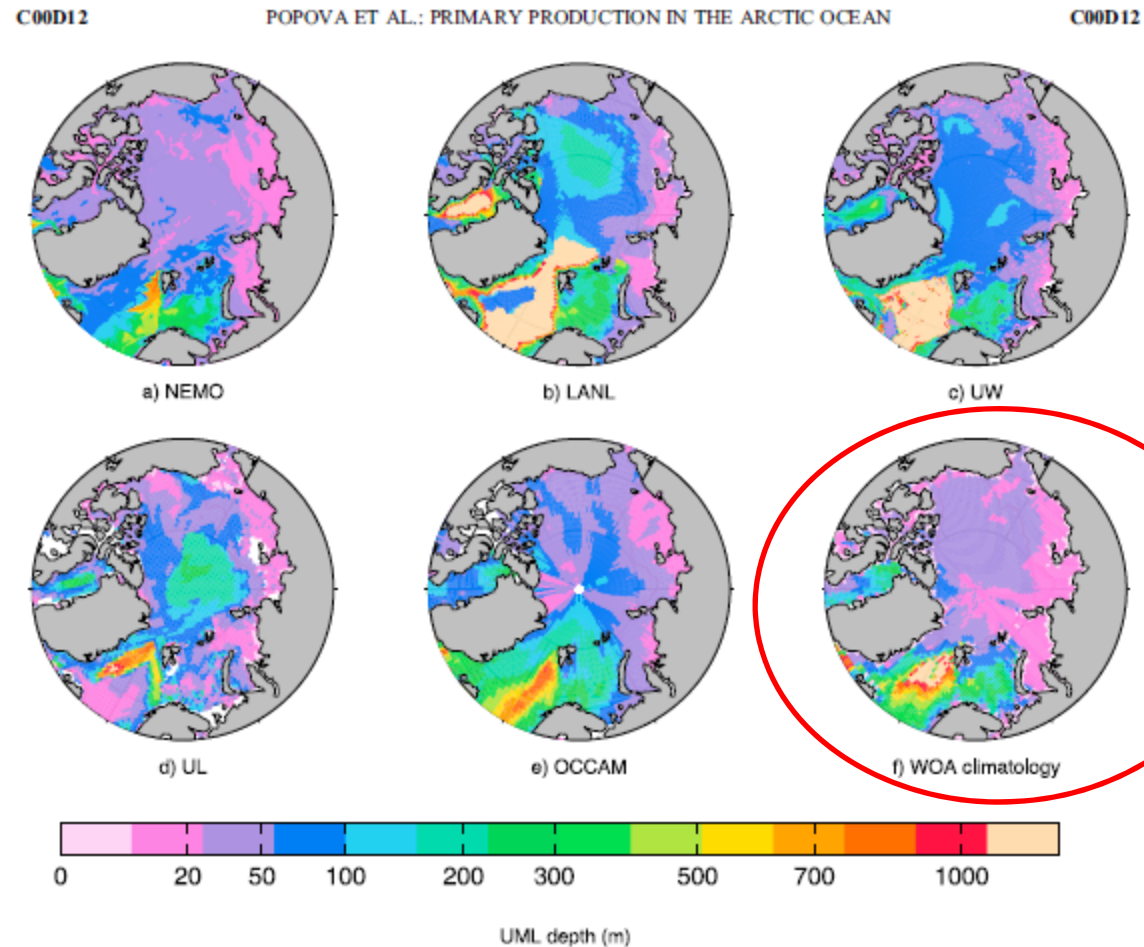 C00D12 POPOVA ET AL.: PRIMARY PRODUCTION IN THE ARCTIC OCEAN C00D12
a) NEMO b) LANL c) UW
d) UL e) OCCAM f) WOA climatology
0 20 50 100 200 300 500 700 1000
UML depth (m)